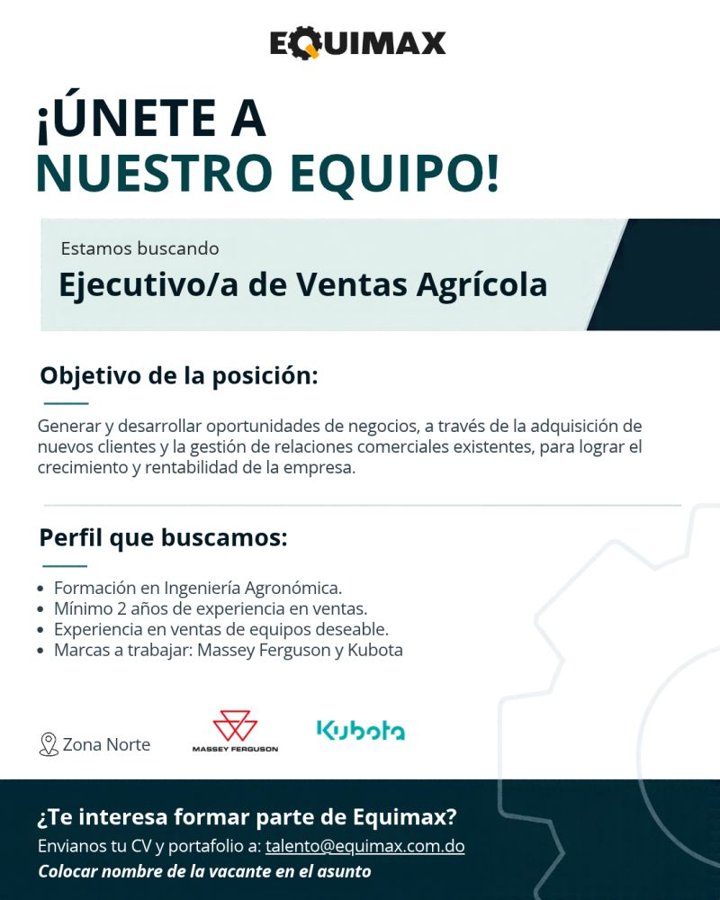 EQUIMAX
¡ÚNETE A
NUESTRO EQUIPO!
Estamos buscando
Ejecutivo/a de Ventas Agrícola
Objetivo de la posición:
Generar y desarrollar oportunidades de negocios, a través de la adquisición de
nuevos clientes y la gestión de relaciones comerciales existentes, para lograr el
crecimiento y rentabilidad de la empresa.
Perfil que buscamos:
• Formación en Ingeniería Agronómica.
• Mínimo 2 años de experiencia en ventas.
• Experiencia en ventas de equipos deseable.
• Marcas a trabajar: Massey Ferguson y Kubota
Zona Norte
MASSEY FERGUSON
Kubota
¿Te interesa formar parte de Equimax?
Envianos tu CV y portafolio a: talento@equimax.com.do
Colocar nombre de la vacante en el asunto